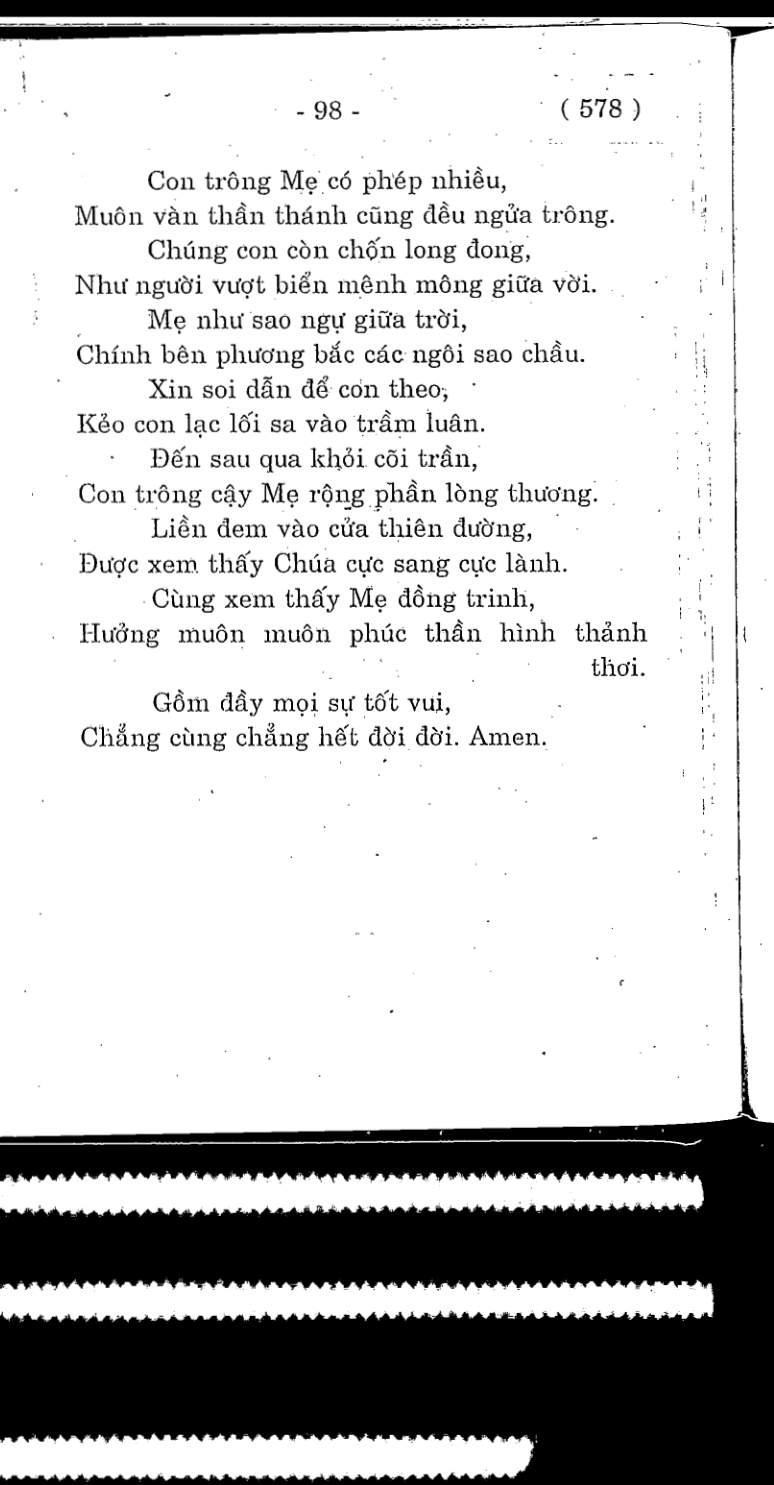 - 98 - ( 578 )
Con trông Mẹ có phép nhiều,
Muôn vàn thần thánh cũng đều ngửa trông.
Chúng con còn chốn long đong,
Như người vượt biển mênh mông giữa vời.
Mẹ như sao ngự giữa trời,
Chính bên phương bắc các ngôi sao chầu.
Xin soi dẫn để con theo,
Kẻo con lạc lối sa vào trầm luân.
Đến sau qua khỏi cõi trần,
Con trông cậy Mẹ rộng phần lòng thương.
Liền đem vào cửa thiên đường,
Được xem thấy Chúa cực sang cực lành.
Cùng xem thấy Mẹ đồng trinh,
Hưởng muôn muôn phúc thần hình thảnh
thơi.
Gồm đầy mọi sự tốt vui,
Chẳng cùng chẳng hết đời đời. Amen.